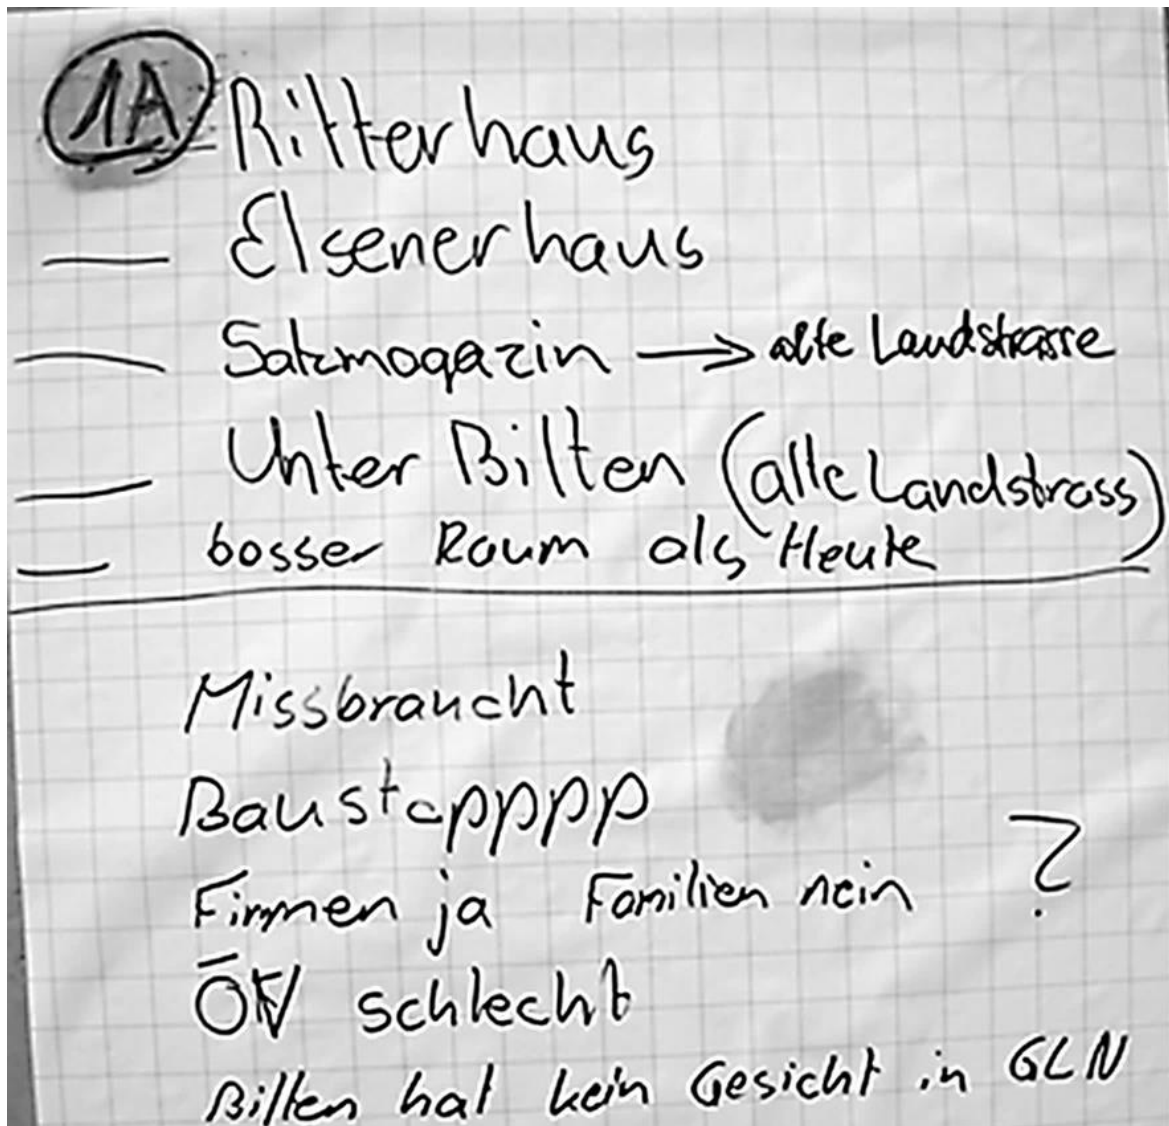 1A Ritterhaus
Elsenerhaus
Salzmagazin → alte Landstrasse
Unter Bilten (alte Landstrass)
bosser Raum als Heute
Missbraucht
Baustopppp
Firmen ja Familien nein ?
ÖV schlecht
Bilten hat kein Gesicht in GLN